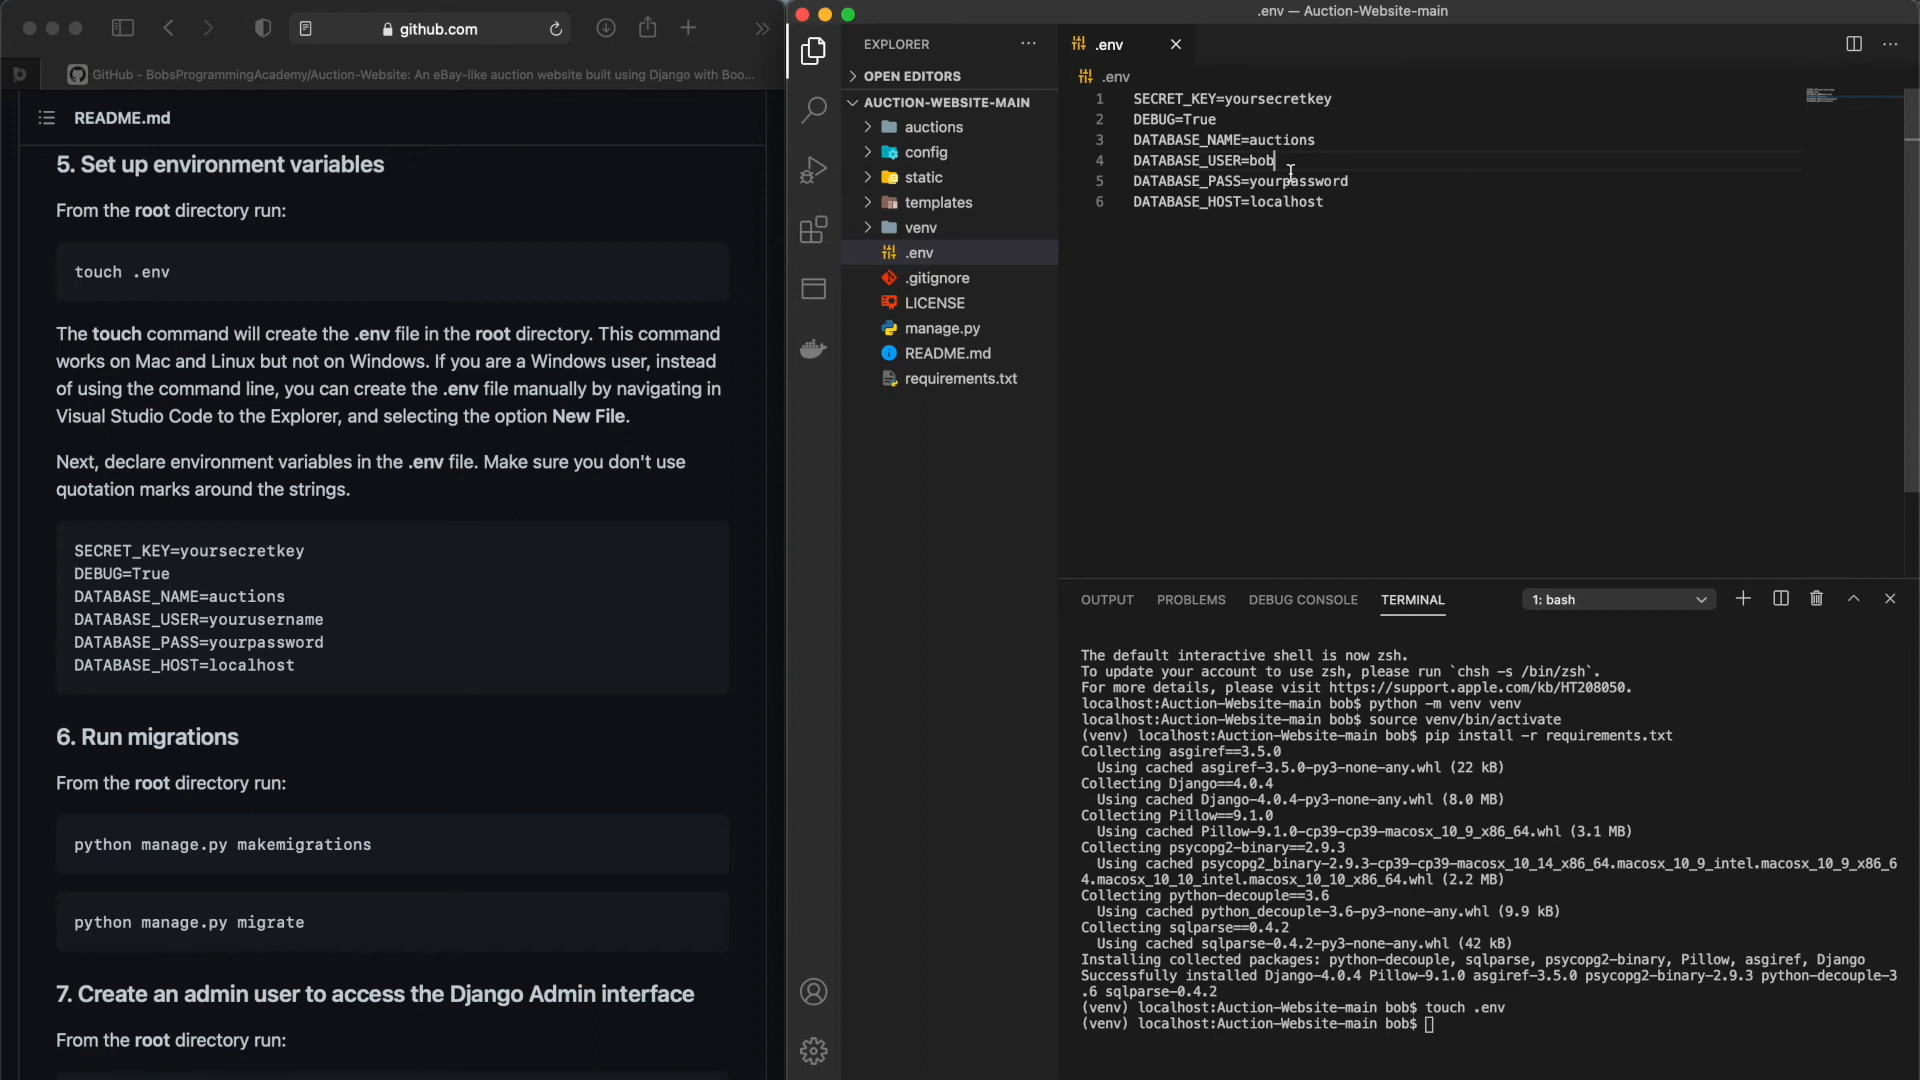 github.com
GitHub - BobsProgrammingAcademy/Auction-Website: An eBay-like auction website built using Django with Boo...
README.md
5. Set up environment variables
From the root directory run:
touch .env
The touch command will create the .env file in the root directory. This command
works on Mac and Linux but not on Windows. If you are a Windows user, instead
of using the command line, you can create the .env file manually by navigating in
Visual Studio Code to the Explorer, and selecting the option New File.
Next, declare environment variables in the .env file. Make sure you don't use
quotation marks around the strings.
SECRET_KEY=yoursecretkey
DEBUG=True
DATABASE_NAME=auctions
DATABASE_USER=yourusername
DATABASE_PASS=yourpassword
DATABASE_HOST=localhost
6. Run migrations
From the root directory run:
python manage.py makemigrations
python manage.py migrate
7. Create an admin user to access the Django Admin interface
From the root directory run:
.env — Auction-Website-main
EXPLORER
OPEN EDITORS
AUCTION-WEBSITE-MAIN
auctions
config
static
templates
venv
.env
.gitignore
LICENSE
manage.py
README.md
requirements.txt
.env
.env
1 SECRET_KEY=yoursecretkey
2 DEBUG=True
3 DATABASE_NAME=auctions
4 DATABASE_USER=bob
5 DATABASE_PASS=yourpassword
6 DATABASE_HOST=localhost
OUTPUT PROBLEMS DEBUG CONSOLE TERMINAL 1: bash
The default interactive shell is now zsh.
To update your account to use zsh, please run `chsh -s /bin/zsh`.
For more details, please visit https://support.apple.com/kb/HT208050.
localhost:Auction-Website-main bob$ python -m venv venv
localhost:Auction-Website-main bob$ source venv/bin/activate
(venv) localhost:Auction-Website-main bob$ pip install -r requirements.txt
Collecting asgiref==3.5.0
Using cached asgiref-3.5.0-py3-none-any.whl (22 kB)
Collecting Django==4.0.4
Using cached Django-4.0.4-py3-none-any.whl (8.0 MB)
Collecting Pillow==9.1.0
Using cached Pillow-9.1.0-cp39-cp39-macosx_10_9_x86_64.whl (3.1 MB)
Collecting psycopg2-binary==2.9.3
Using cached psycopg2_binary-2.9.3-cp39-cp39-macosx_10_14_x86_64.macosx_10_9_intel.macosx_10_9_x86_6
4.macosx_10_10_intel.macosx_10_10_x86_64.whl (2.2 MB)
Collecting python-decouple==3.6
Using cached python_decouple-3.6-py3-none-any.whl (9.9 kB)
Collecting sqlparse==0.4.2
Using cached sqlparse-0.4.2-py3-none-any.whl (42 kB)
Installing collected packages: python-decouple, sqlparse, psycopg2-binary, Pillow, asgiref, Django
Successfully installed Django-4.0.4 Pillow-9.1.0 asgiref-3.5.0 psycopg2-binary-2.9.3 python-decouple-3
.6 sqlparse-0.4.2
(venv) localhost:Auction-Website-main bob$ touch .env
(venv) localhost:Auction-Website-main bob$